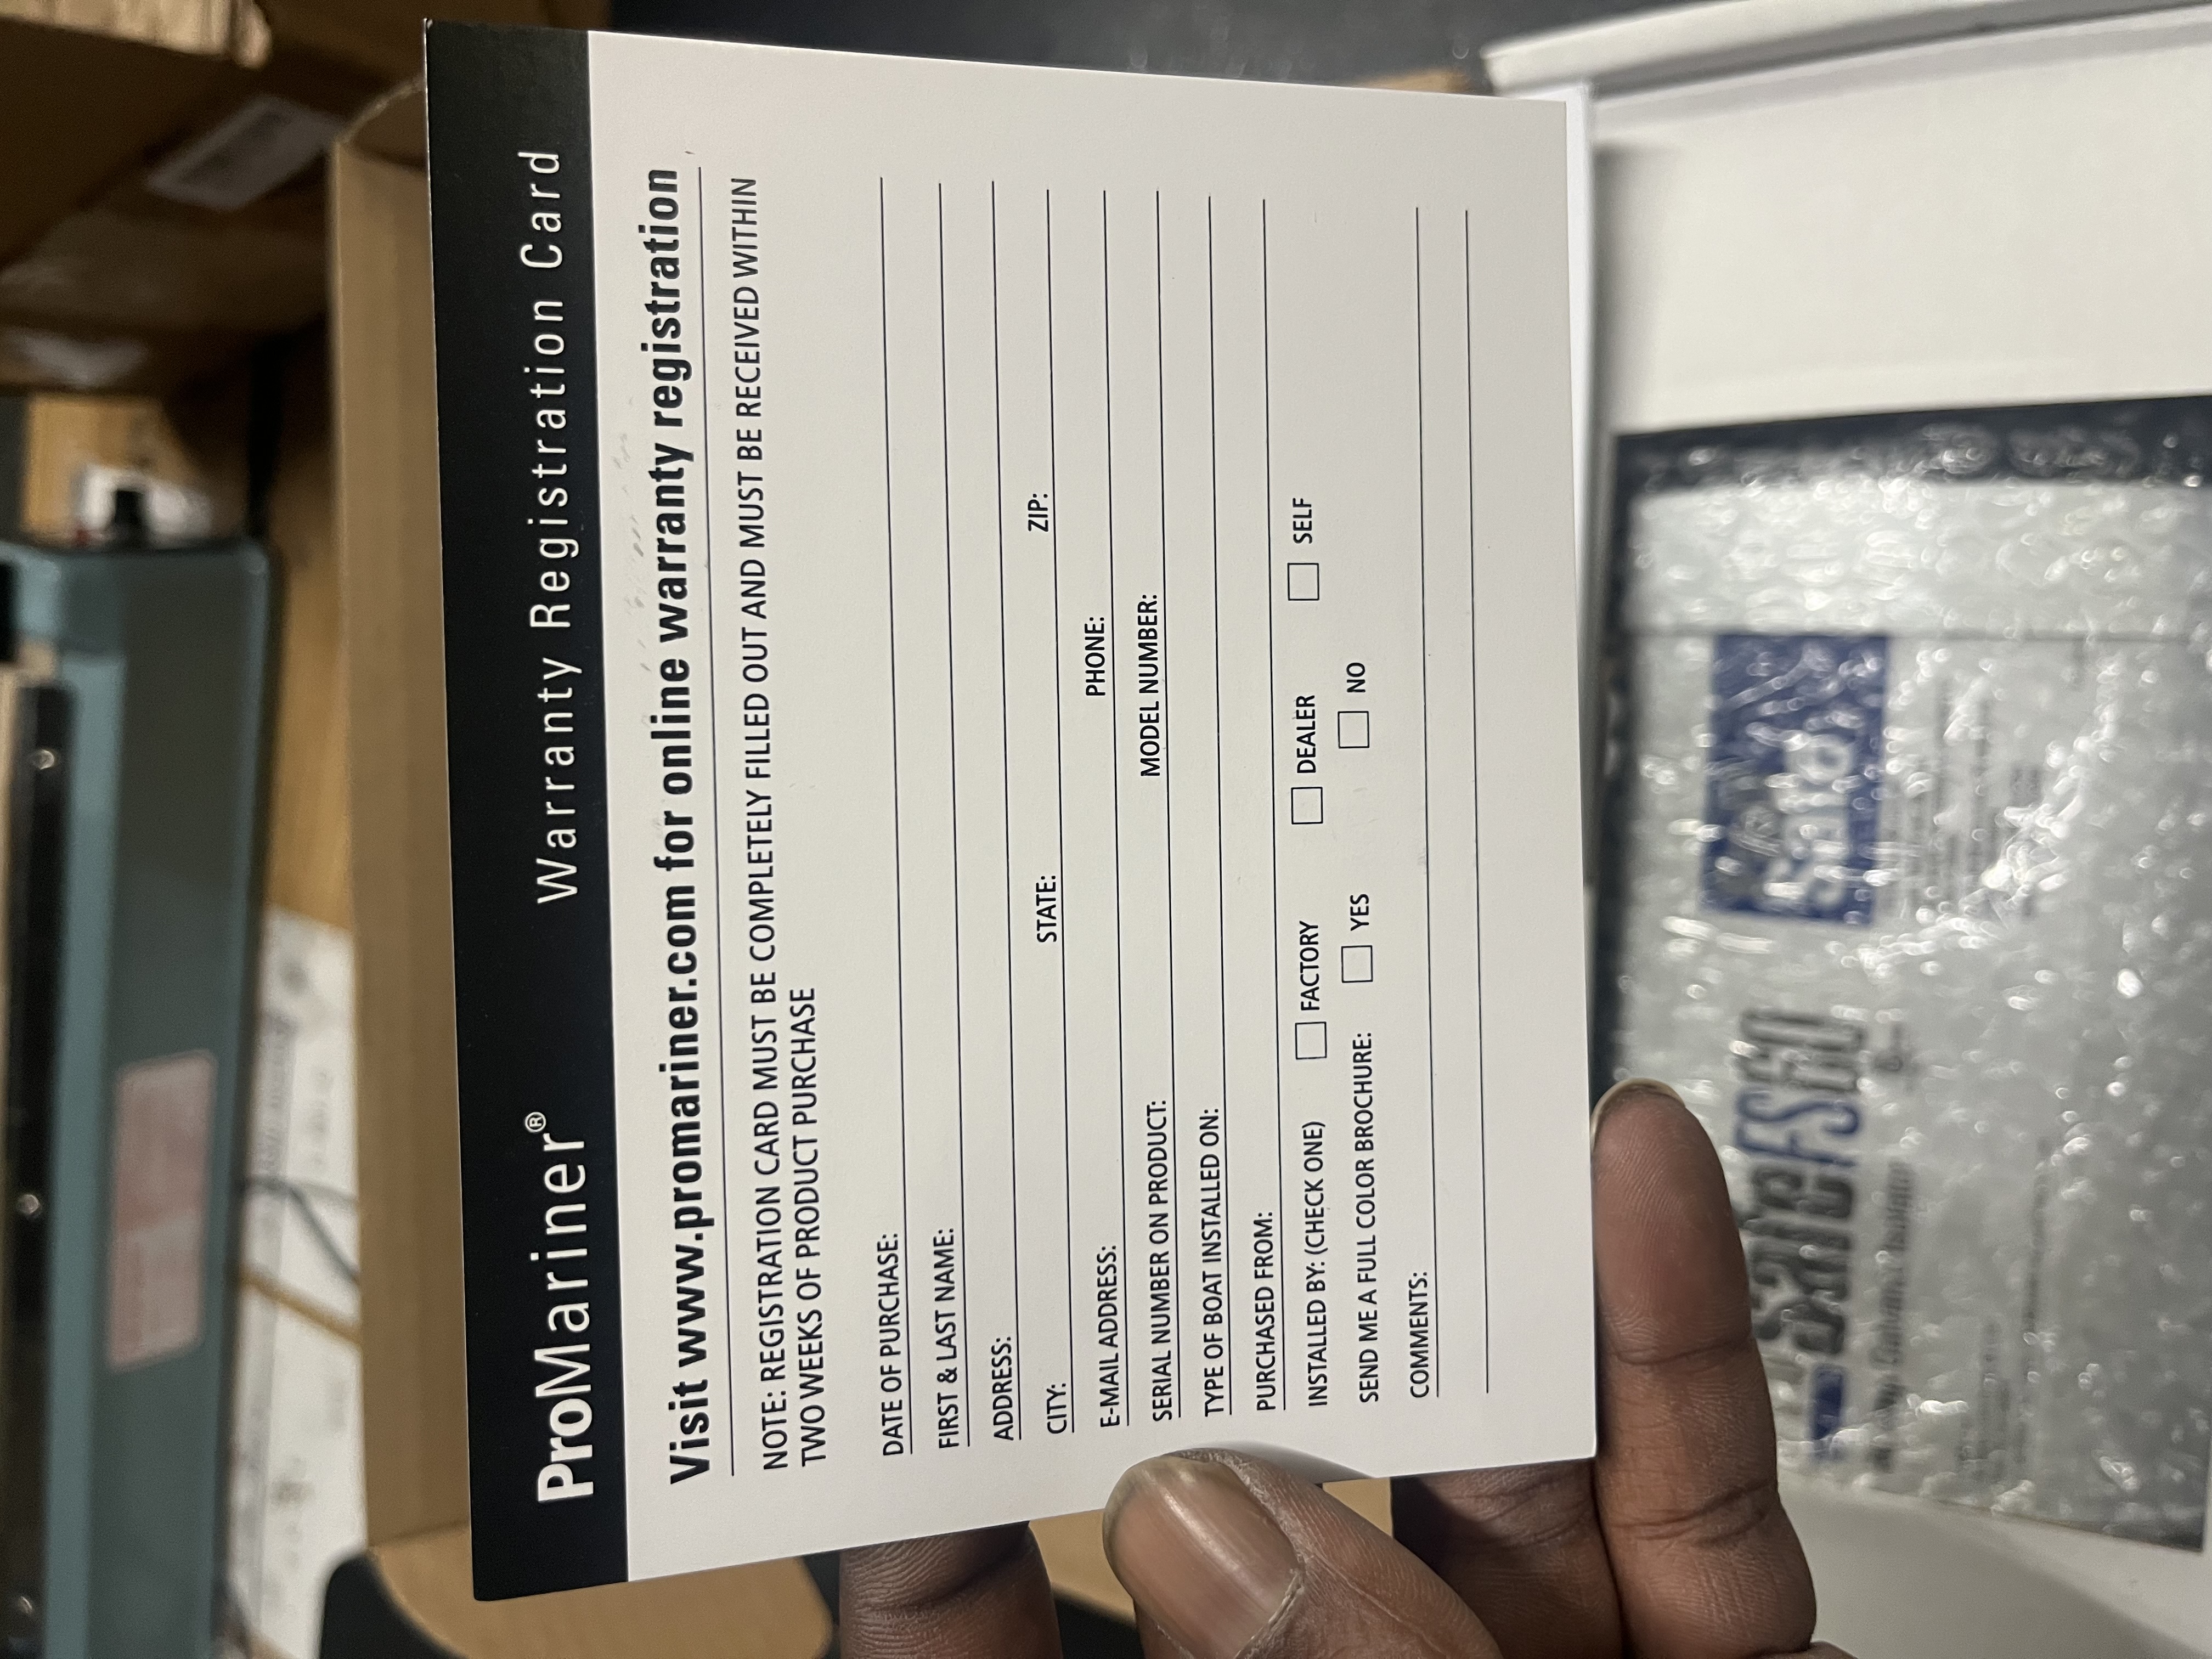 ProMariner® Warranty Registration Card
Visit www.promariner.com for online warranty registration
NOTE: REGISTRATION CARD MUST BE COMPLETELY FILLED OUT AND MUST BE RECEIVED WITHIN
TWO WEEKS OF PRODUCT PURCHASE
DATE OF PURCHASE:
FIRST & LAST NAME:
ADDRESS:
CITY: STATE: ZIP:
E-MAIL ADDRESS: PHONE:
SERIAL NUMBER ON PRODUCT: MODEL NUMBER:
TYPE OF BOAT INSTALLED ON:
PURCHASED FROM:
INSTALLED BY: (CHECK ONE) FACTORY DEALER SELF
SEND ME A FULL COLOR BROCHURE: YES NO
COMMENTS:
Safe